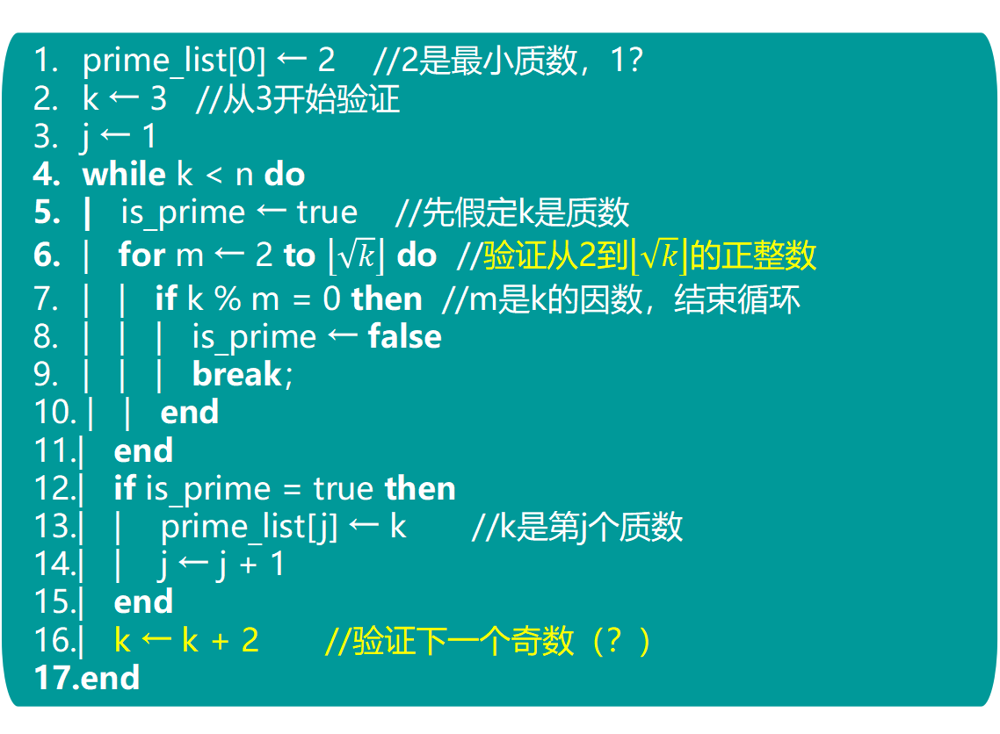 1. prime_list[0] ← 2 //2是最小质数，1？
2. k ← 3 //从3开始验证
3. j ← 1
4. while k < n do
5. | is_prime ← true //先假定k是质数
6. | for m ← 2 to ⌊√k⌋ do //验证从2到⌊√k⌋的正整数
7. | | if k % m = 0 then //m是k的因数，结束循环
8. | | | is_prime ← false
9. | | | break;
10. | | end
11.| end
12.| if is_prime = true then
13.| | prime_list[j] ← k //k是第j个质数
14.| | j ← j + 1
15.| end
16.| k ← k + 2 //验证下一个奇数（？）
17.end